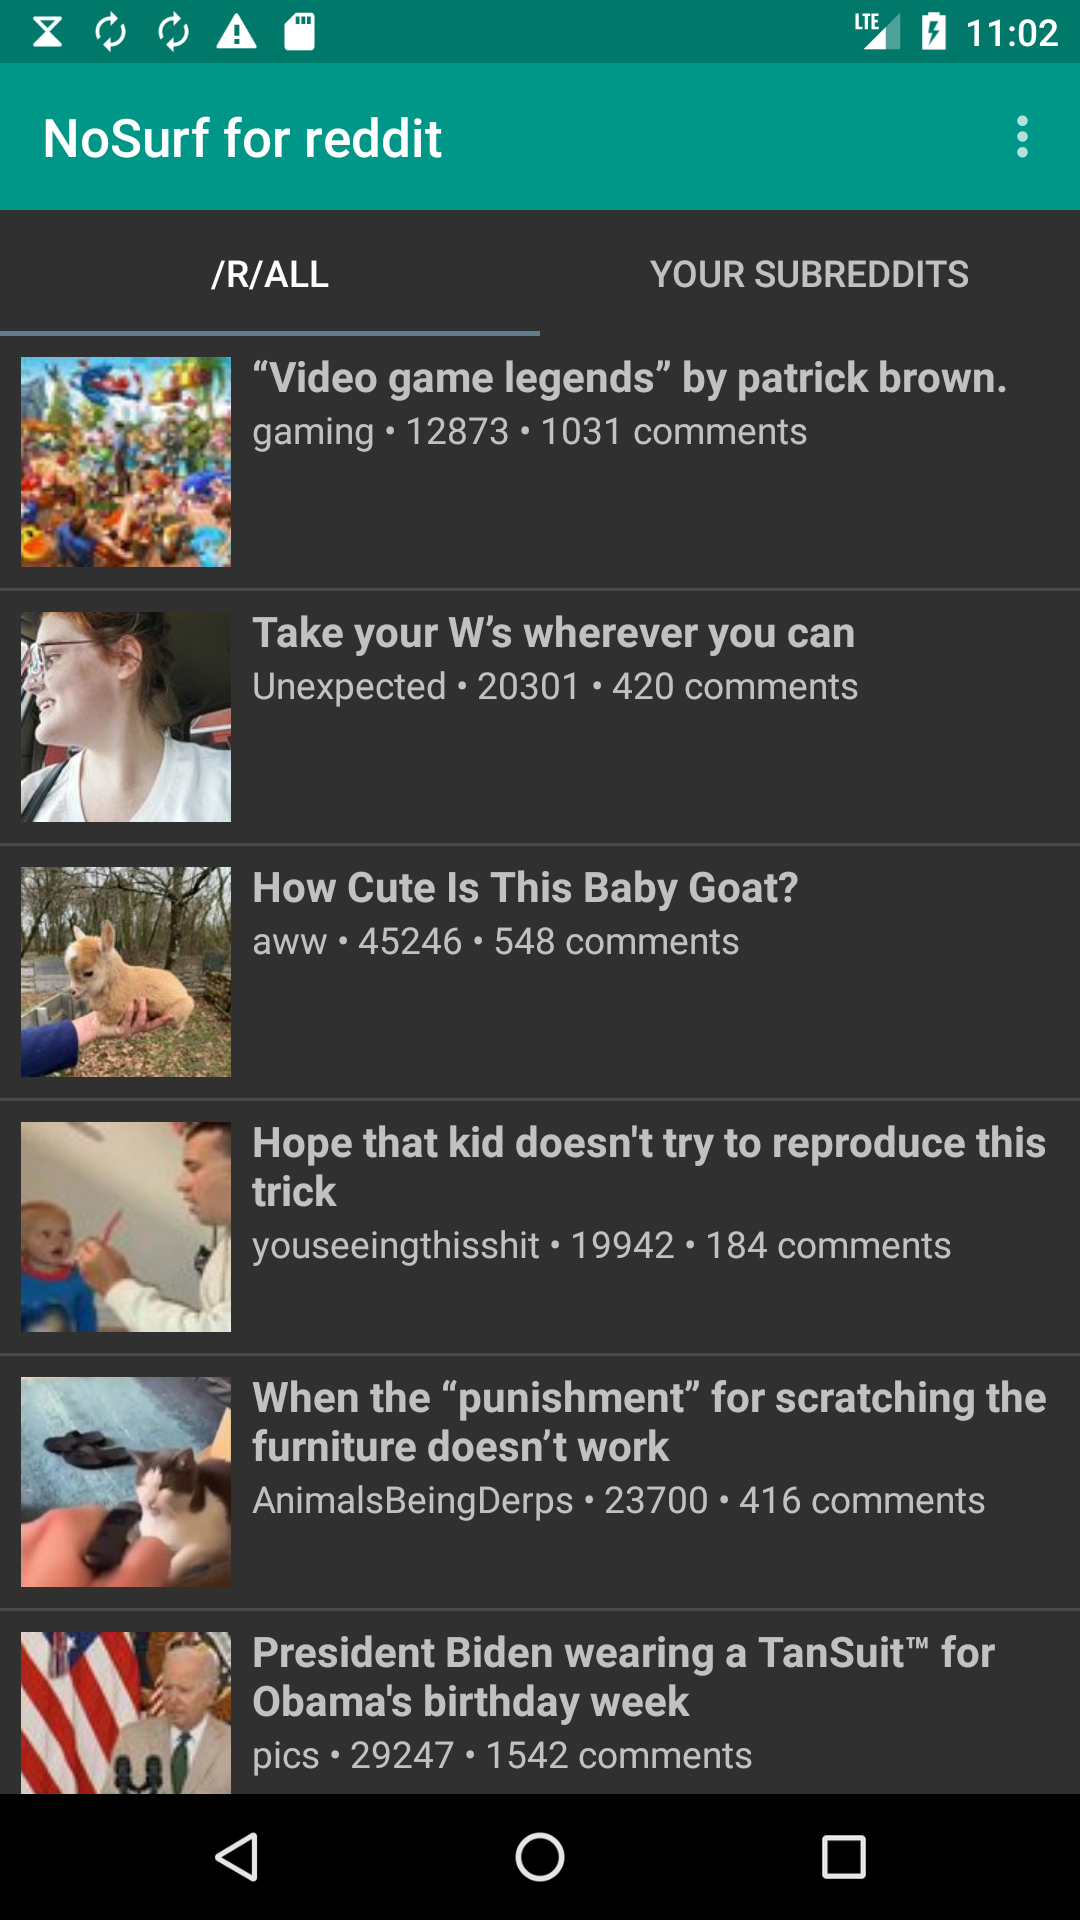 LTE 11:02
NoSurf for reddit
/R/ALL YOUR SUBREDDITS
“Video game legends” by patrick brown.
gaming • 12873 • 1031 comments
Take your W’s wherever you can
Unexpected • 20301 • 420 comments
How Cute Is This Baby Goat?
aww • 45246 • 548 comments
Hope that kid doesn't try to reproduce this
trick
youseeingthisshit • 19942 • 184 comments
When the “punishment” for scratching the
furniture doesn’t work
AnimalsBeingDerps • 23700 • 416 comments
President Biden wearing a TanSuit™ for
Obama's birthday week
pics • 29247 • 1542 comments